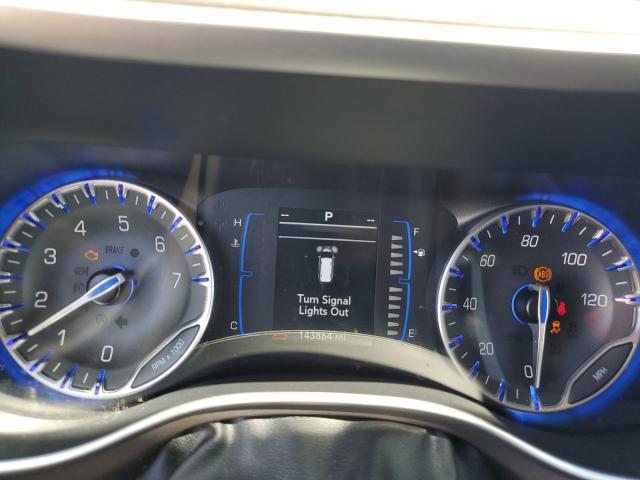 -- P --
H
F
C
E
Turn Signal
Lights Out
143864 mi
0
1
2
3
4
5
6
7
BRAKE
RPM x 1000
0
20
40
60
80
100
120
ABS
MPH